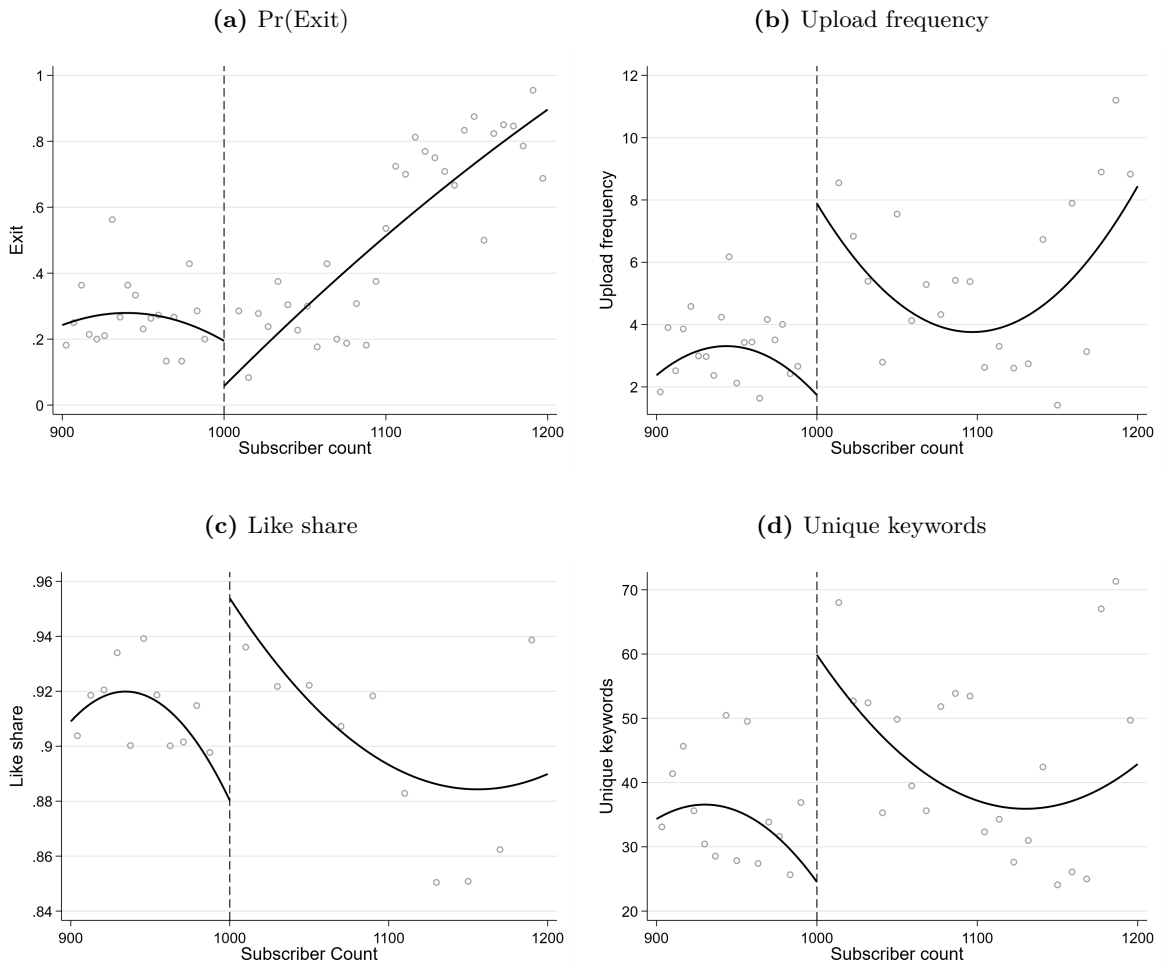 (a) Pr(Exit)
1
.8
.6
.4
.2
0
Exit
900 1000 1100 1200
Subscriber count
(b) Upload frequency
12
10
8
6
4
2
Upload frequency
900 1000 1100 1200
Subscriber count
(c) Like share
.96
.94
.92
.9
.88
.86
.84
Like share
900 1000 1100 1200
Subscriber Count
(d) Unique keywords
70
60
50
40
30
20
Unique keywords
900 1000 1100 1200
Subscriber count